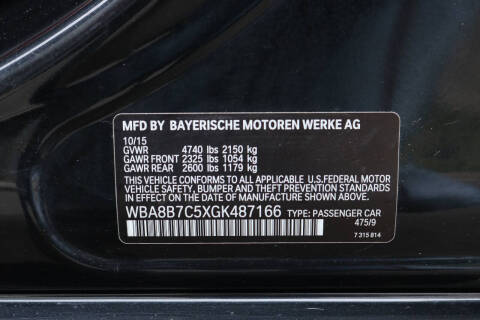 MFD BY BAYERISCHE MOTOREN WERKE AG
10/15
GVWR 4740 lbs 2150 kg
GAWR FRONT 2325 lbs 1054 kg
GAWR REAR 2600 lbs 1179 kg
THIS VEHICLE CONFORMS TO ALL APPLICABLE U.S.FEDERAL MOTOR
VEHICLE SAFETY, BUMPER AND THEFT PREVENTION STANDARDS
IN EFFECT ON THE DATE OF MANUFACTURE SHOWN ABOVE.
WBA8B7C5XGK487166 TYPE: PASSENGER CAR
475/9
7 315 814